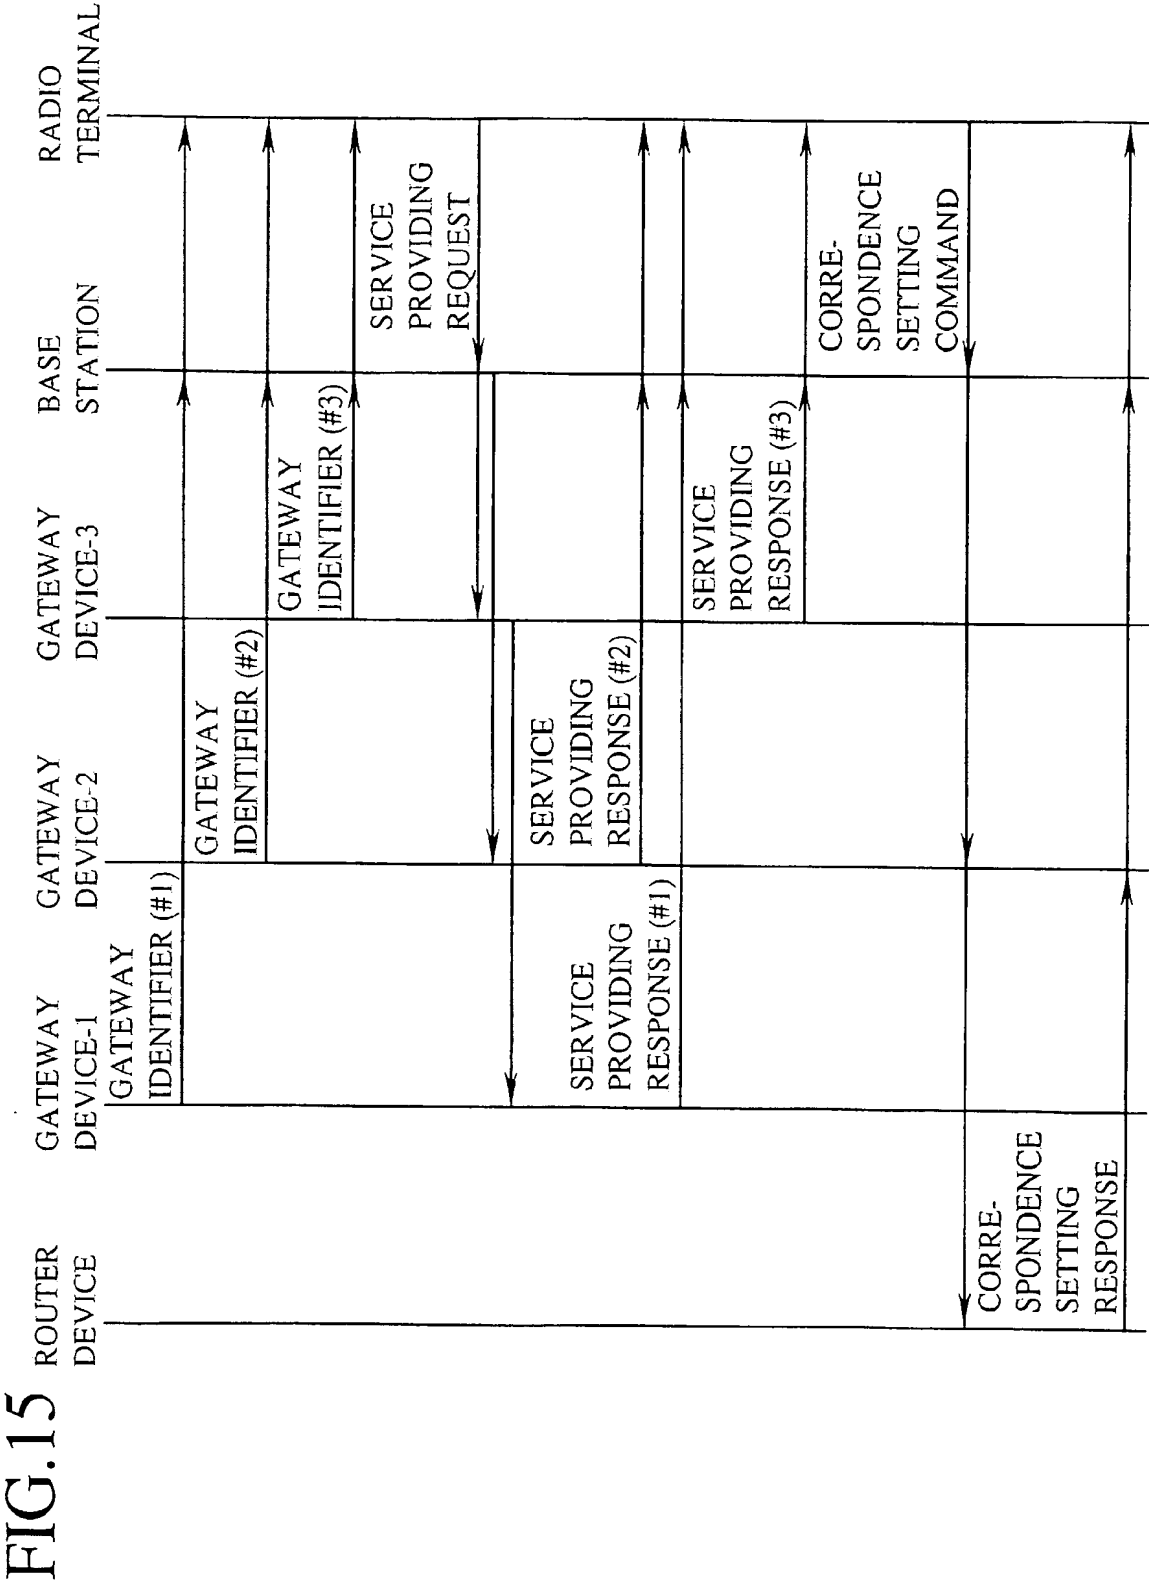 FIG.15
ROUTER
DEVICE
GATEWAY
DEVICE-1
GATEWAY
DEVICE-2
GATEWAY
DEVICE-3
BASE
STATION
RADIO
TERMINAL
GATEWAY
IDENTIFIER (#1)
GATEWAY
IDENTIFIER (#2)
GATEWAY
IDENTIFIER (#3)
SERVICE
PROVIDING
REQUEST
SERVICE
PROVIDING
RESPONSE (#2)
SERVICE
PROVIDING
RESPONSE (#1)
SERVICE
PROVIDING
RESPONSE (#3)
CORRE-
SPONDENCE
SETTING
COMMAND
CORRE-
SPONDENCE
SETTING
RESPONSE